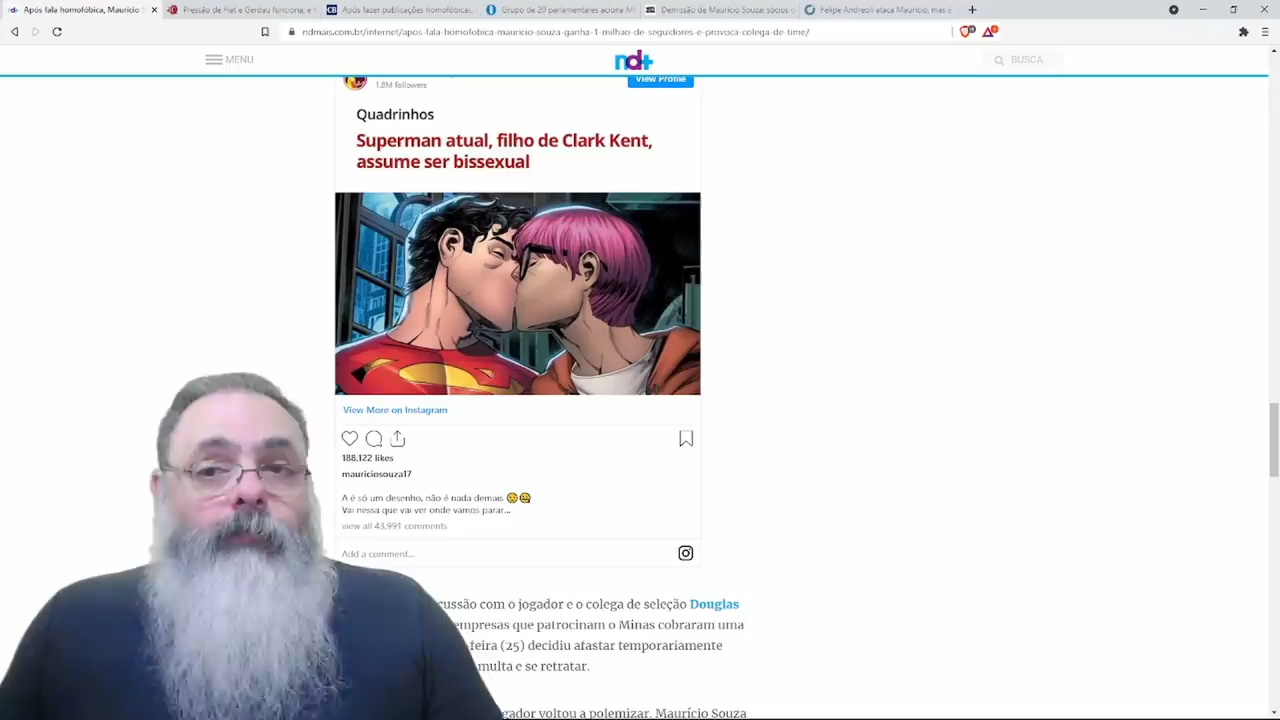 Após fala homofóbica, Maurício S
Pressão de Fiat e Gerdau funciona, e M
Após fazer publicações homofóbicas,
Grupo de 20 parlamentares aciona MI
Demissão de Maurício Souza: sócios d
Felipe Andreoli ataca Maurício, mas é
ndmais.com.br/internet/apos-fala-homofobica-mauricio-souza-ganha-1-milhao-de-seguidores-e-provoca-colega-de-time/
MENU
nd+
BUSCA
1.8M followers
View Profile
Quadrinhos
Superman atual, filho de Clark Kent,
assume ser bissexual
View More on Instagram
188,122 likes
mauriciosouza17
A é só um desenho, não é nada demais
Vai nessa que vai ver onde vamos parar...
view all 43,991 comments
Add a comment...
cussão com o jogador e o colega de seleção Douglas
empresas que patrocinam o Minas cobraram uma
feira (25) decidiu afastar temporariamente
multa e se retratar.
gador voltou a polemizar. Maurício Souza